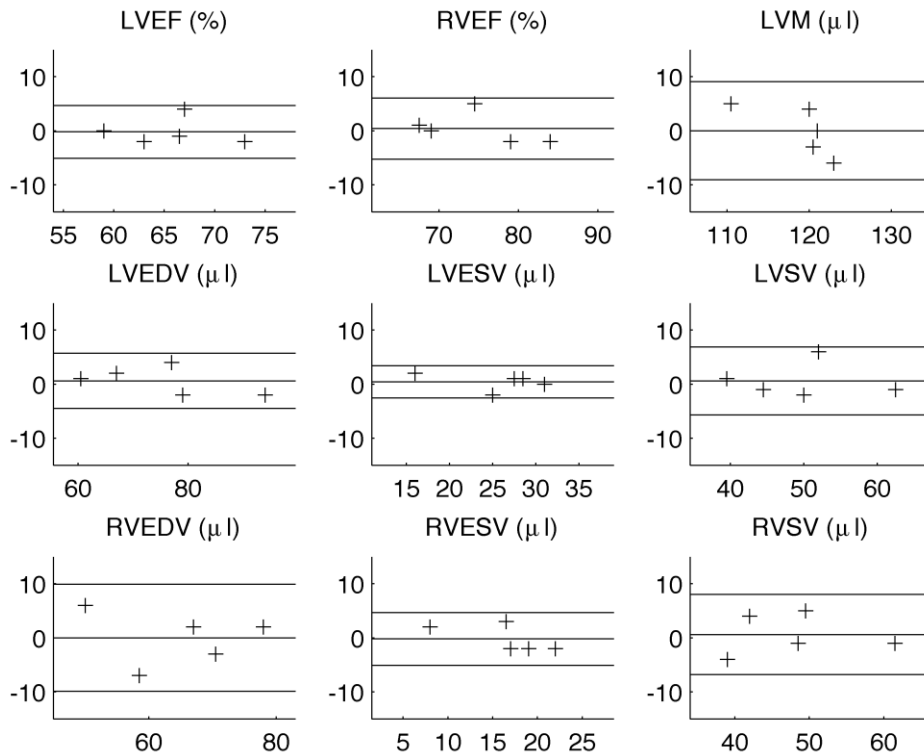 LVEF (%) RVEF (%) LVM (μ l)
10 10 10
0 0 0
-10 -10 -10
55 60 65 70 75 70 80 90 110 120 130
LVEDV (μ l) LVESV (μ l) LVSV (μ l)
10 10 10
0 0 0
-10 -10 -10
60 80 15 20 25 30 35 40 50 60
RVEDV (μ l) RVESV (μ l) RVSV (μ l)
10 10 10
0 0 0
-10 -10 -10
60 80 5 10 15 20 25 40 50 60